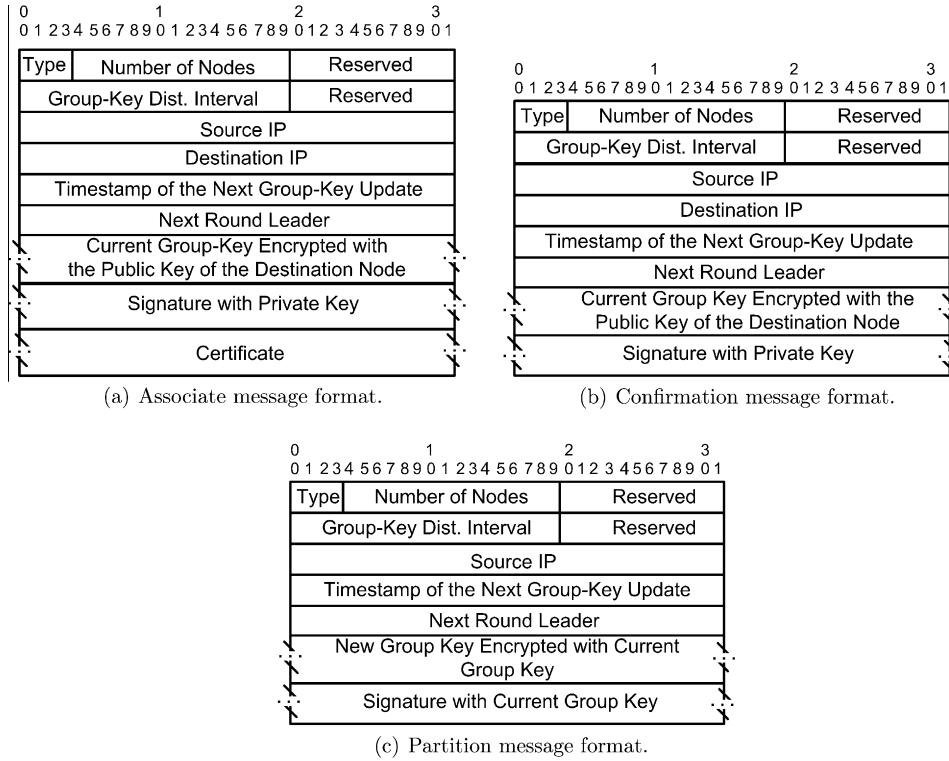 0 1 2 3
0 1 2 3 4 5 6 7 8 9 0 1 2 3 4 5 6 7 8 9 0 1 2 3 4 5 6 7 8 9 0 1
Type Number of Nodes Reserved
Group-Key Dist. Interval Reserved
Source IP
Destination IP
Timestamp of the Next Group-Key Update
Next Round Leader
Current Group-Key Encrypted with
the Public Key of the Destination Node
Signature with Private Key
Certificate
(a) Associate message format.
0 1 2 3
0 1 2 3 4 5 6 7 8 9 0 1 2 3 4 5 6 7 8 9 0 1 2 3 4 5 6 7 8 9 0 1
Type Number of Nodes Reserved
Group-Key Dist. Interval Reserved
Source IP
Destination IP
Timestamp of the Next Group-Key Update
Next Round Leader
Current Group Key Encrypted with the
Public Key of the Destination Node
Signature with Private Key
(b) Confirmation message format.
0 1 2 3
0 1 2 3 4 5 6 7 8 9 0 1 2 3 4 5 6 7 8 9 0 1 2 3 4 5 6 7 8 9 0 1
Type Number of Nodes Reserved
Group-Key Dist. Interval Reserved
Source IP
Timestamp of the Next Group-Key Update
Next Round Leader
New Group Key Encrypted with Current
Group Key
Signature with Current Group Key
(c) Partition message format.